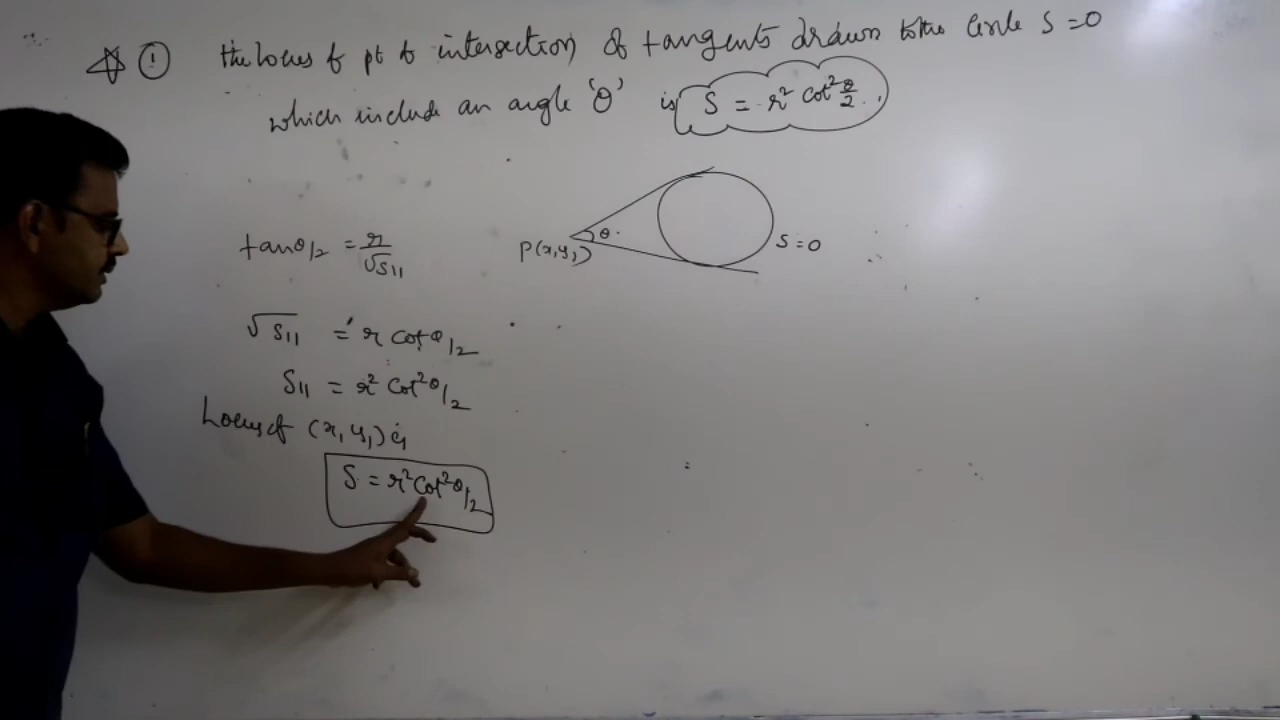 ① the locus of pt of intersection of tangents drawn to the circle S = 0
which include an angle 'θ' is S = r² cot² θ/2.
tan θ/2 = r/√S₁₁
P(x₁y₁)
θ.
S = 0
√S₁₁ = r cot θ/2
S₁₁ = r² cot² θ/2
Locus of (x₁, y₁) is
S = r² cot² θ/2